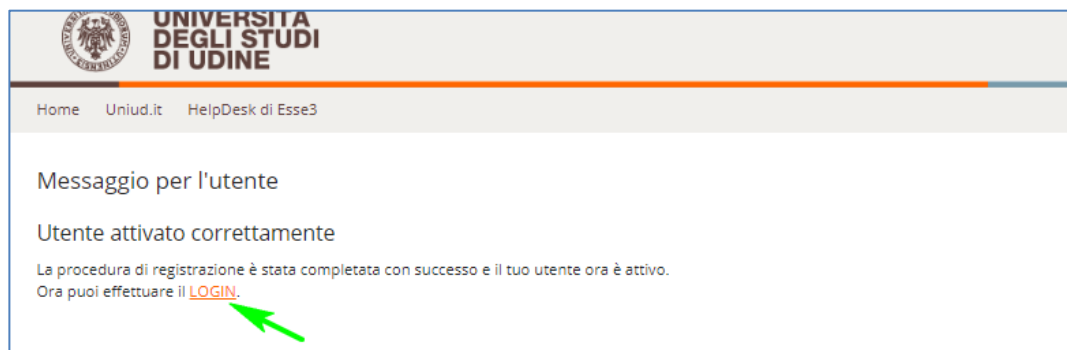 UNIVERSITÀ
DEGLI STUDI
DI UDINE
Home Uniud.it HelpDesk di Esse3
Messaggio per l'utente
Utente attivato correttamente
La procedura di registrazione è stata completata con successo e il tuo utente ora è attivo.
Ora puoi effettuare il LOGIN.